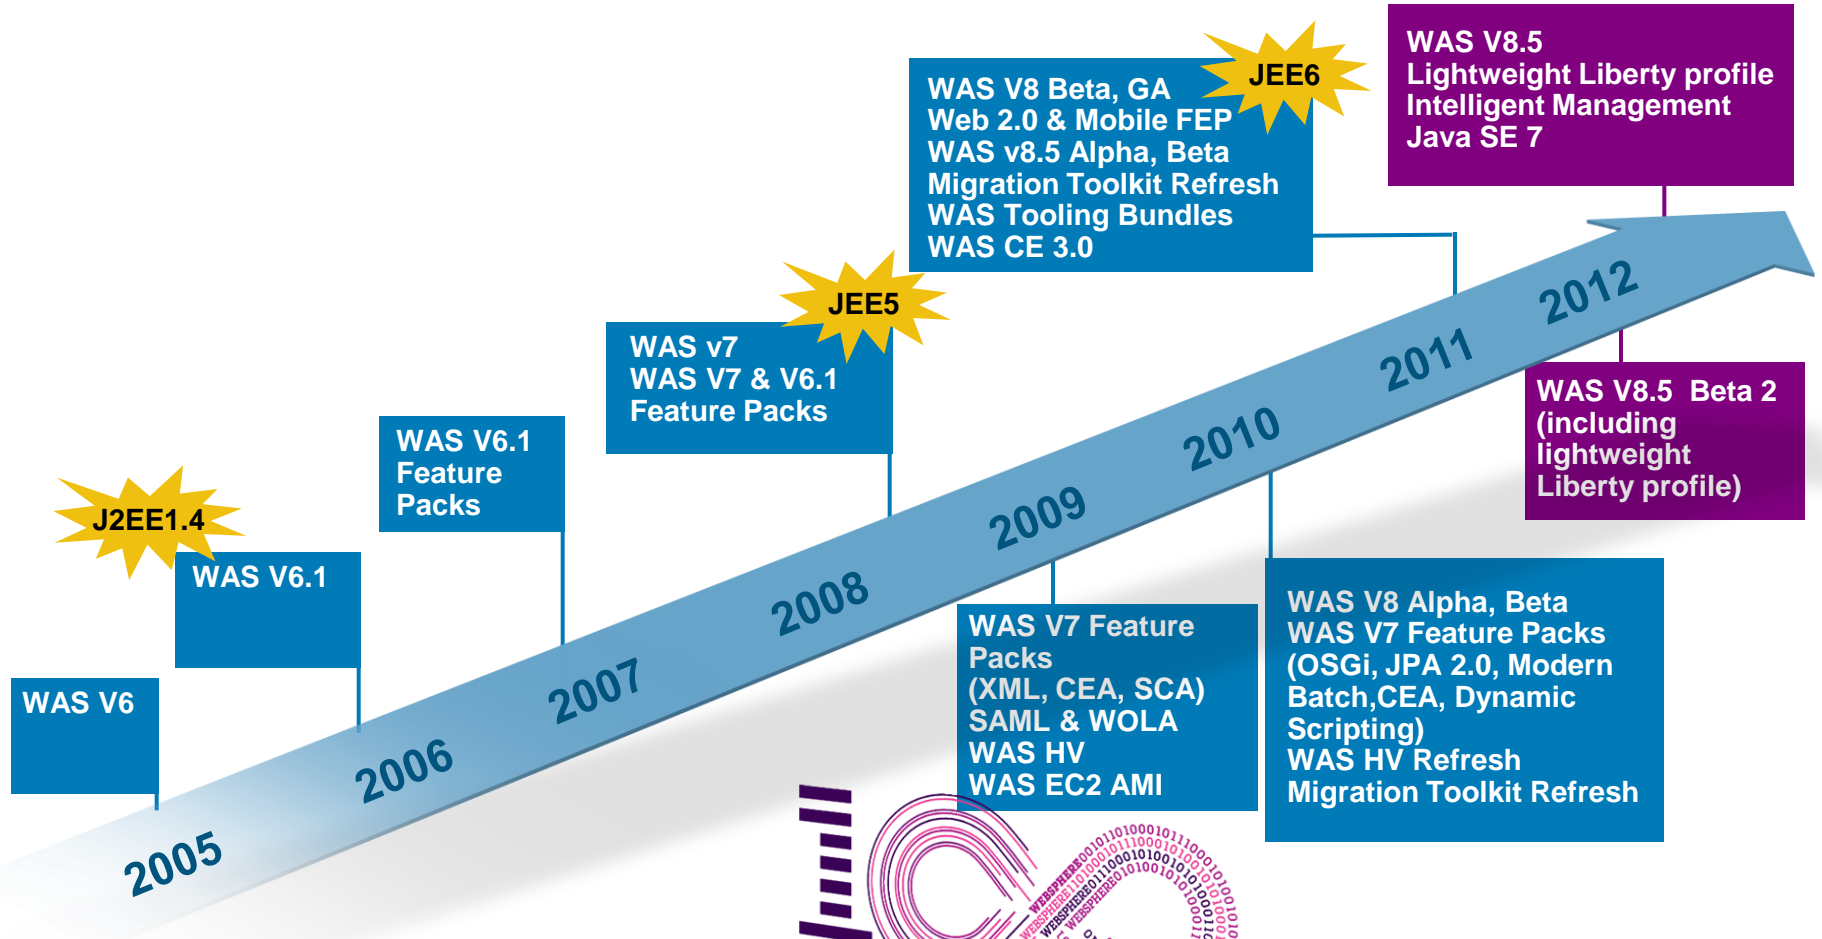 WAS V8.5
Lightweight Liberty profile
Intelligent Management
Java SE 7
JEE6
WAS V8 Beta, GA
Web 2.0 & Mobile FEP
WAS v8.5 Alpha, Beta
Migration Toolkit Refresh
WAS Tooling Bundles
WAS CE 3.0
JEE5
WAS v7
WAS V7 & V6.1
Feature Packs
WAS V6.1
Feature
Packs
J2EE1.4
WAS V6.1
WAS V6
2005
2006
2007
2008
2009
2010
2011
2012
WAS V8.5 Beta 2
(including
lightweight
Liberty profile)
WAS V7 Feature
Packs
(XML, CEA, SCA)
SAML & WOLA
WAS HV
WAS EC2 AMI
WAS V8 Alpha, Beta
WAS V7 Feature Packs
(OSGi, JPA 2.0, Modern
Batch,CEA, Dynamic
Scripting)
WAS HV Refresh
Migration Toolkit Refresh